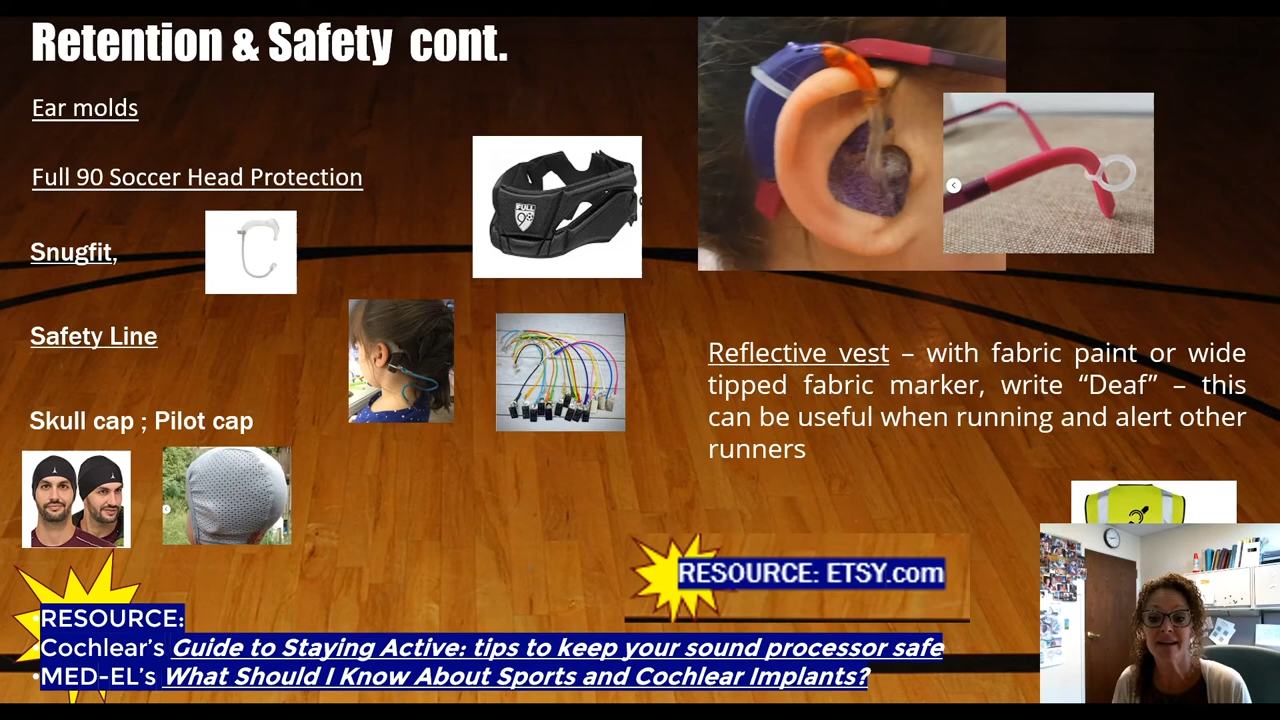 Retention & Safety cont.
Ear molds
Full 90 Soccer Head Protection
FULL
90
Snugfit,
Safety Line
Skull cap ; Pilot cap
Reflective vest – with fabric paint or wide
tipped fabric marker, write “Deaf” – this
can be useful when running and alert other
runners
RESOURCE: ETSY.com
•RESOURCE:
•Cochlear's Guide to Staying Active: tips to keep your sound processor safe
•MED-EL's What Should I Know About Sports and Cochlear Implants?